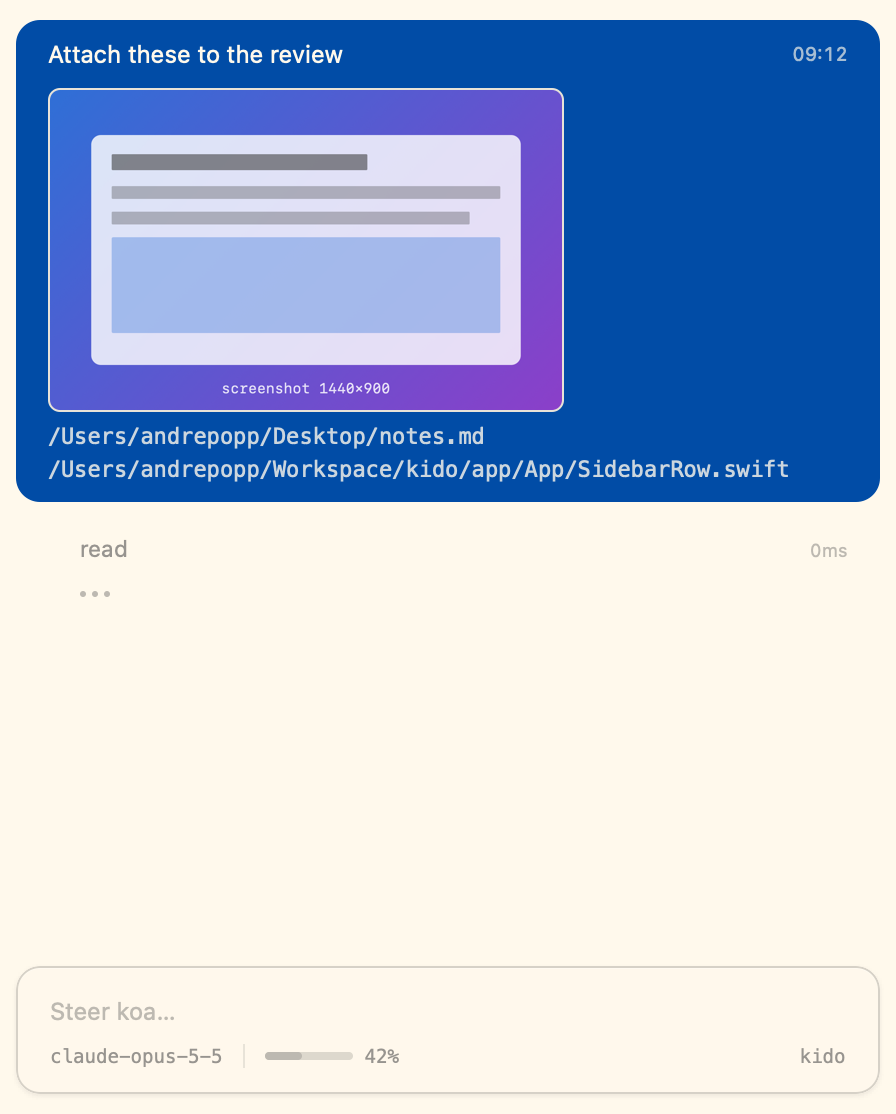 Attach these to the review 09:12
screenshot 1440×900
/Users/andrepopp/Desktop/notes.md
/Users/andrepopp/Workspace/kido/app/App/SidebarRow.swift
read 0ms
Steer koa…
claude-opus-5-5 42% kido